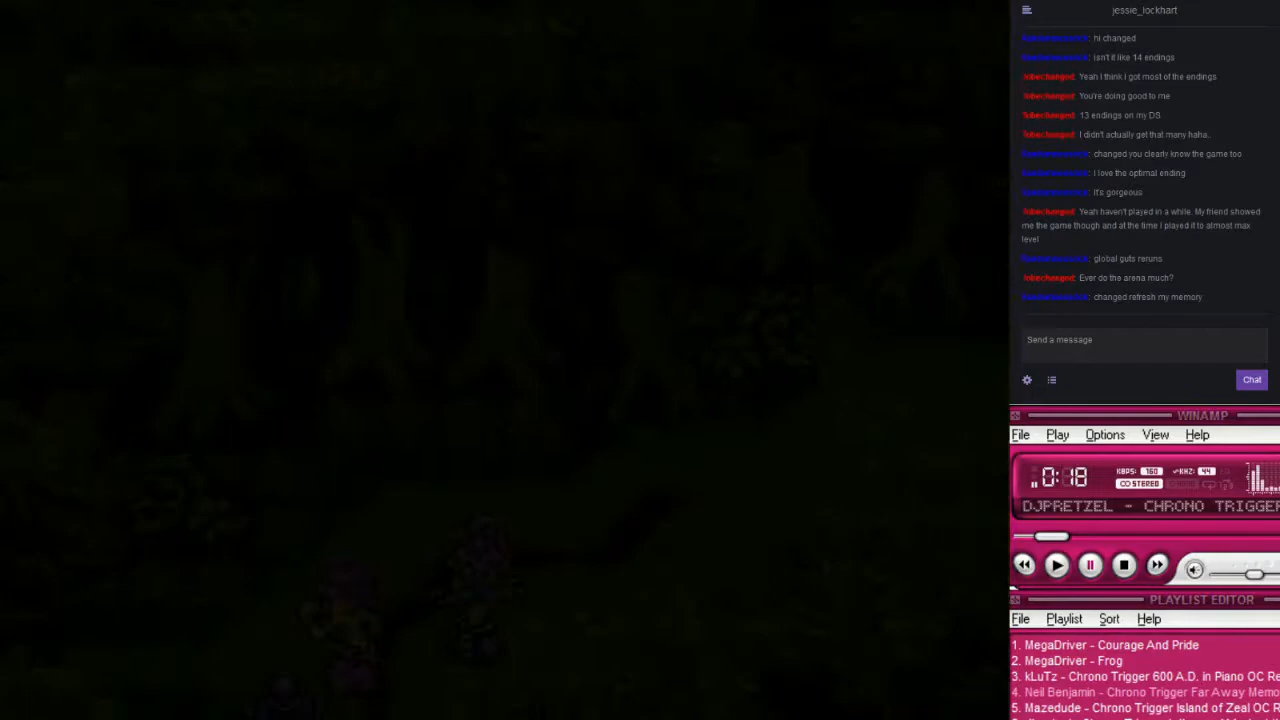 jessie_lockhart
: hi changed
: isn't it like 14 endings
Tobechanged: Yeah I think i got most of the endings
Tobechanged: You're doing good to me
Tobechanged: 13 endings on my DS
Tobechanged: I didn't actually get that many haha..
: changed you clearly know the game too
: I love the optimal ending
: It's gorgeous
Tobechanged: Yeah haven't played in a while. My friend showed
me the game though and at the time I played it to almost max
level
: global guts reruns
Tobechanged: Ever do the arena much?
: changed refresh my memory
Send a message
Chat
WINAMP
File Play Options View Help
0:18 KBPS: 160 KHZ: 44
STEREO MONO
DJPRETZEL - CHRONO TRIGGER
PLAYLIST EDITOR
File Playlist Sort Help
1. MegaDriver - Courage And Pride
2. MegaDriver - Frog
3. kLuTz - Chrono Trigger 600 A.D. in Piano OC Re
4. Neil Benjamin - Chrono Trigger Far Away Memo
5. Mazedude - Chrono Trigger Island of Zeal OC R